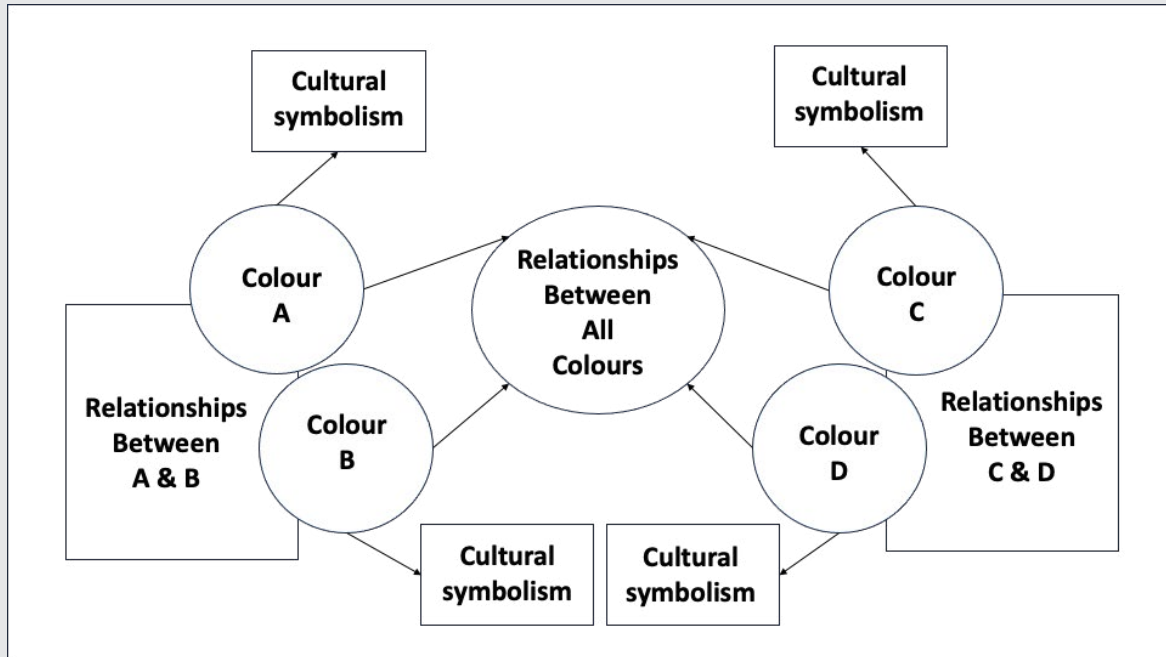 Cultural
symbolism
Cultural
symbolism
Colour
A
Relationships
Between
All
Colours
Colour
C
Relationships
Between
A & B
Colour
B
Colour
D
Relationships
Between
C & D
Cultural
symbolism
Cultural
symbolism